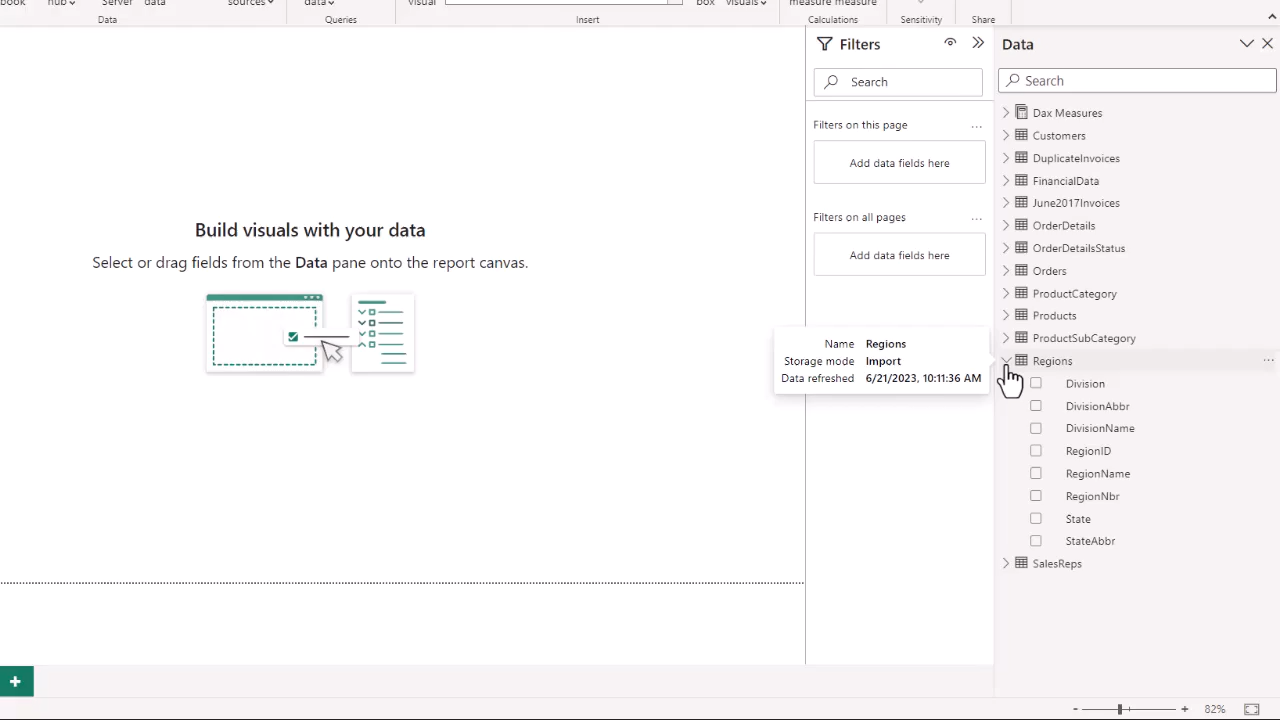 book
hub
Server
data
sources
data
visual
box
visuals
measure measure
Data
Queries
Insert
Calculations
Sensitivity
Share
Build visuals with your data
Select or drag fields from the Data pane onto the report canvas.
Filters
Search
Filters on this page
...
Add data fields here
Filters on all pages
...
Add data fields here
Name Regions
Storage mode Import
Data refreshed 6/21/2023, 10:11:36 AM
Data
Search
Dax Measures
Customers
DuplicateInvoices
FinancialData
June2017Invoices
OrderDetails
OrderDetailsStatus
Orders
ProductCategory
Products
ProductSubCategory
Regions
...
Division
DivisionAbbr
DivisionName
RegionID
RegionName
RegionNbr
State
StateAbbr
SalesReps
+
- + 82%